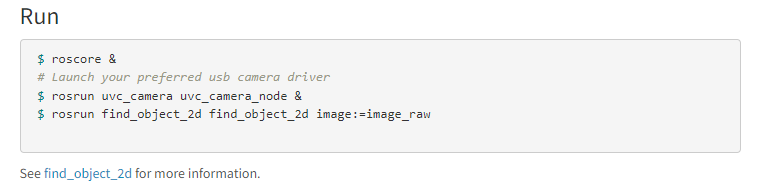 Run
$ roscore &
# Launch your preferred usb camera driver
$ rosrun uvc_camera uvc_camera_node &
$ rosrun find_object_2d find_object_2d image:=image_raw
See find_object_2d for more information.